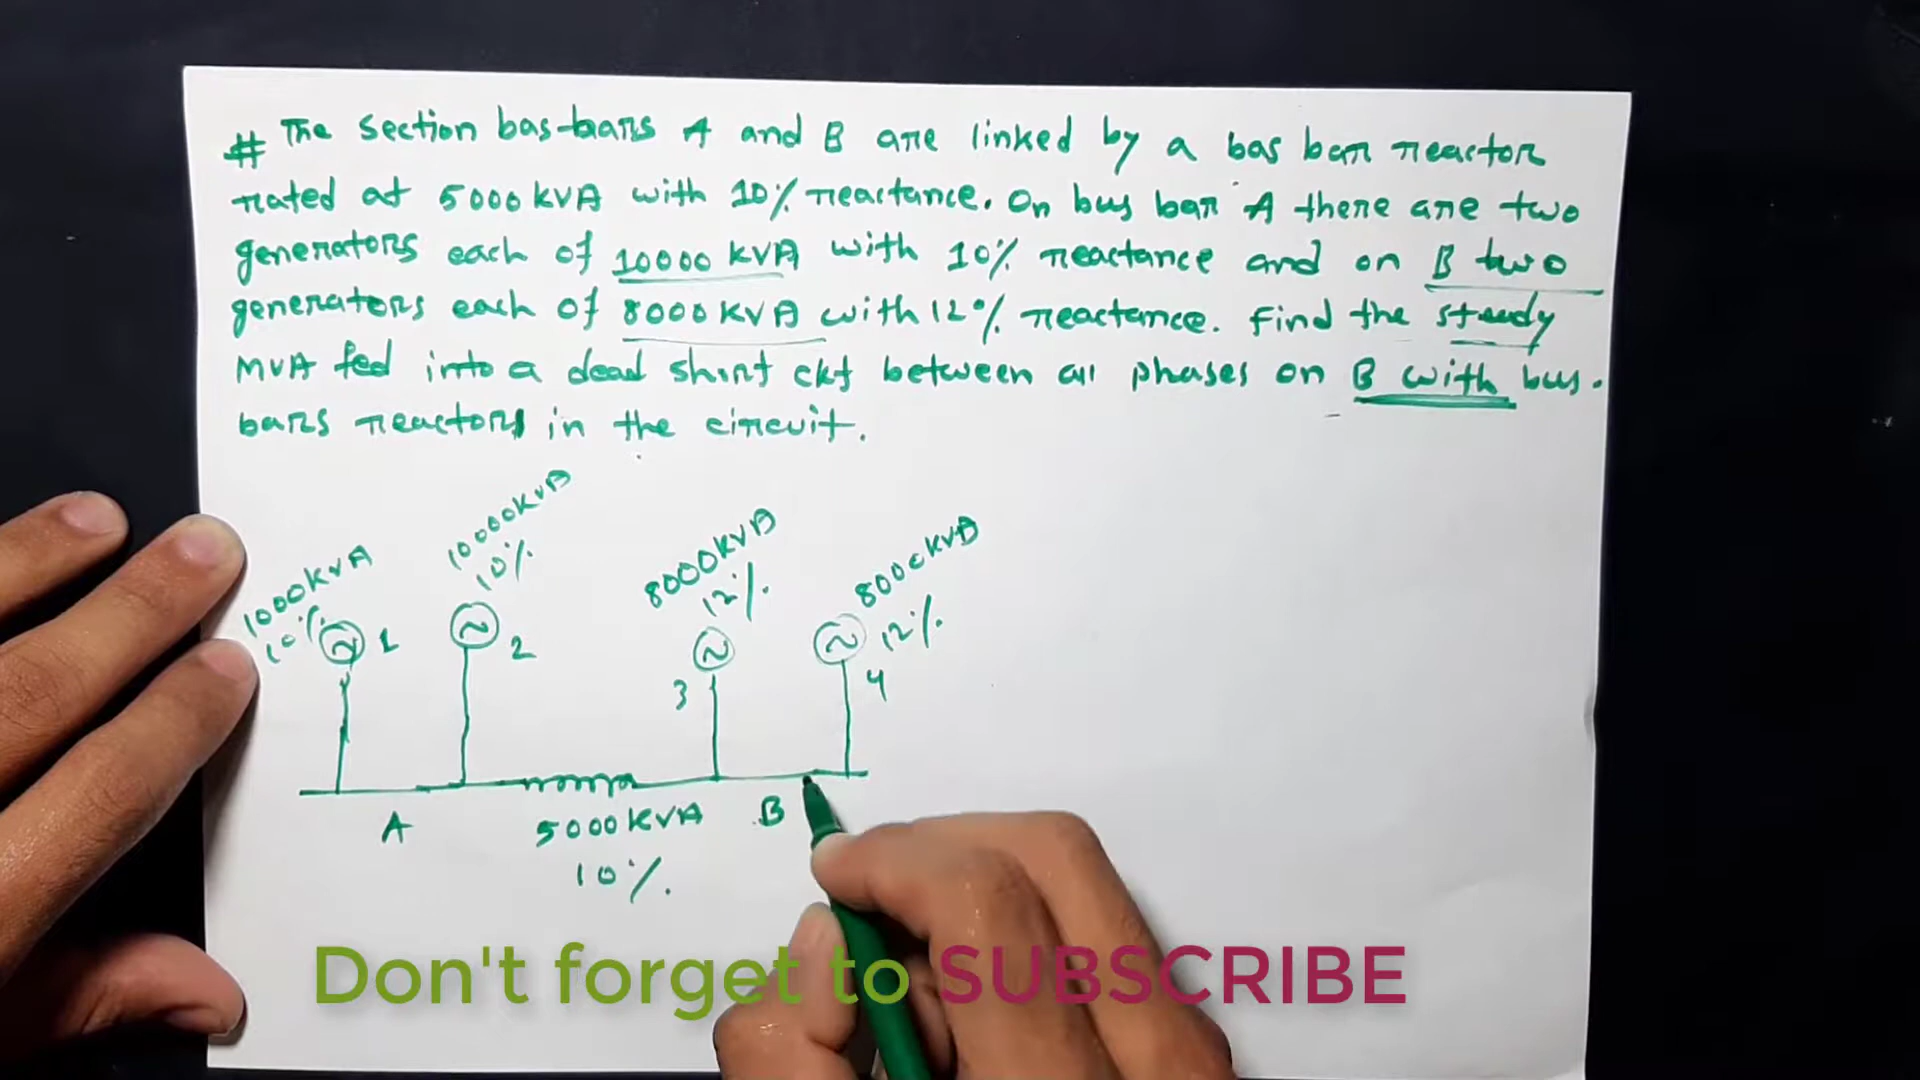 # The section bas-bars A and B are linked by a bas bar reactor
rated at 5000 KVA with 10% reactance. On bus bar A there are two
generators each of 10000 KVA with 10% reactance and on B two
generators each of 8000 KVA with 12% reactance. Find the steady
MVA fed into a dead short ckt between all phases on B with bus.
bars reactors in the circuit.
10000KVA
10%
8000KVA
12%
8000KVA
12%
1000KVA
10%
1
2
3
4
A
5000KVA
B
10%
Don't forget to SUBSCRIBE